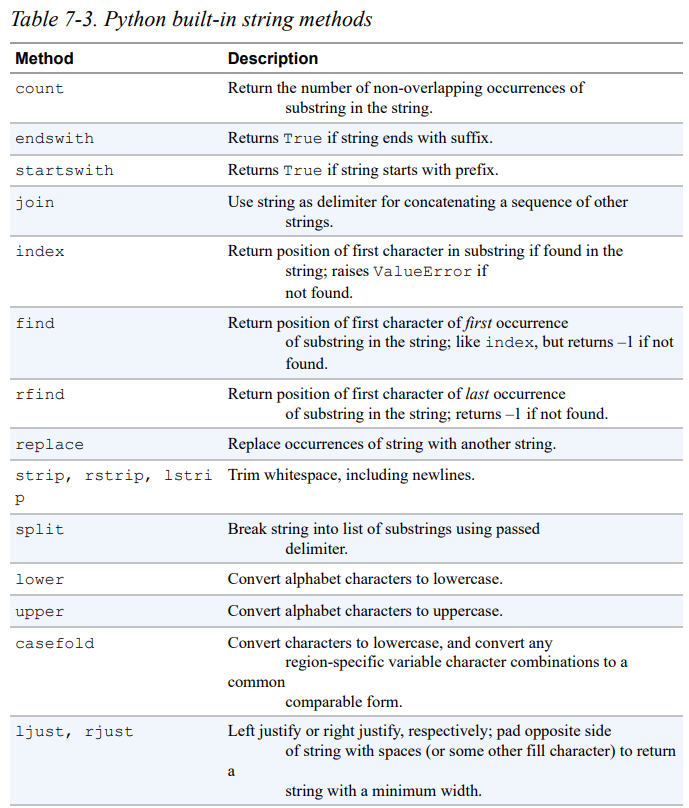 Table 7-3. Python built-in string methods
Method Description
count Return the number of non-overlapping occurrences of
substring in the string.
endswith Returns True if string ends with suffix.
startswith Returns True if string starts with prefix.
join Use string as delimiter for concatenating a sequence of other
strings.
index Return position of first character in substring if found in the
string; raises ValueError if
not found.
find Return position of first character of first occurrence
of substring in the string; like index, but returns –1 if not
found.
rfind Return position of first character of last occurrence
of substring in the string; returns –1 if not found.
replace Replace occurrences of string with another string.
strip, rstrip, lstri Trim whitespace, including newlines.
p
split Break string into list of substrings using passed
delimiter.
lower Convert alphabet characters to lowercase.
upper Convert alphabet characters to uppercase.
casefold Convert characters to lowercase, and convert any
region-specific variable character combinations to a
common
comparable form.
ljust, rjust Left justify or right justify, respectively; pad opposite side
of string with spaces (or some other fill character) to return
a
string with a minimum width.